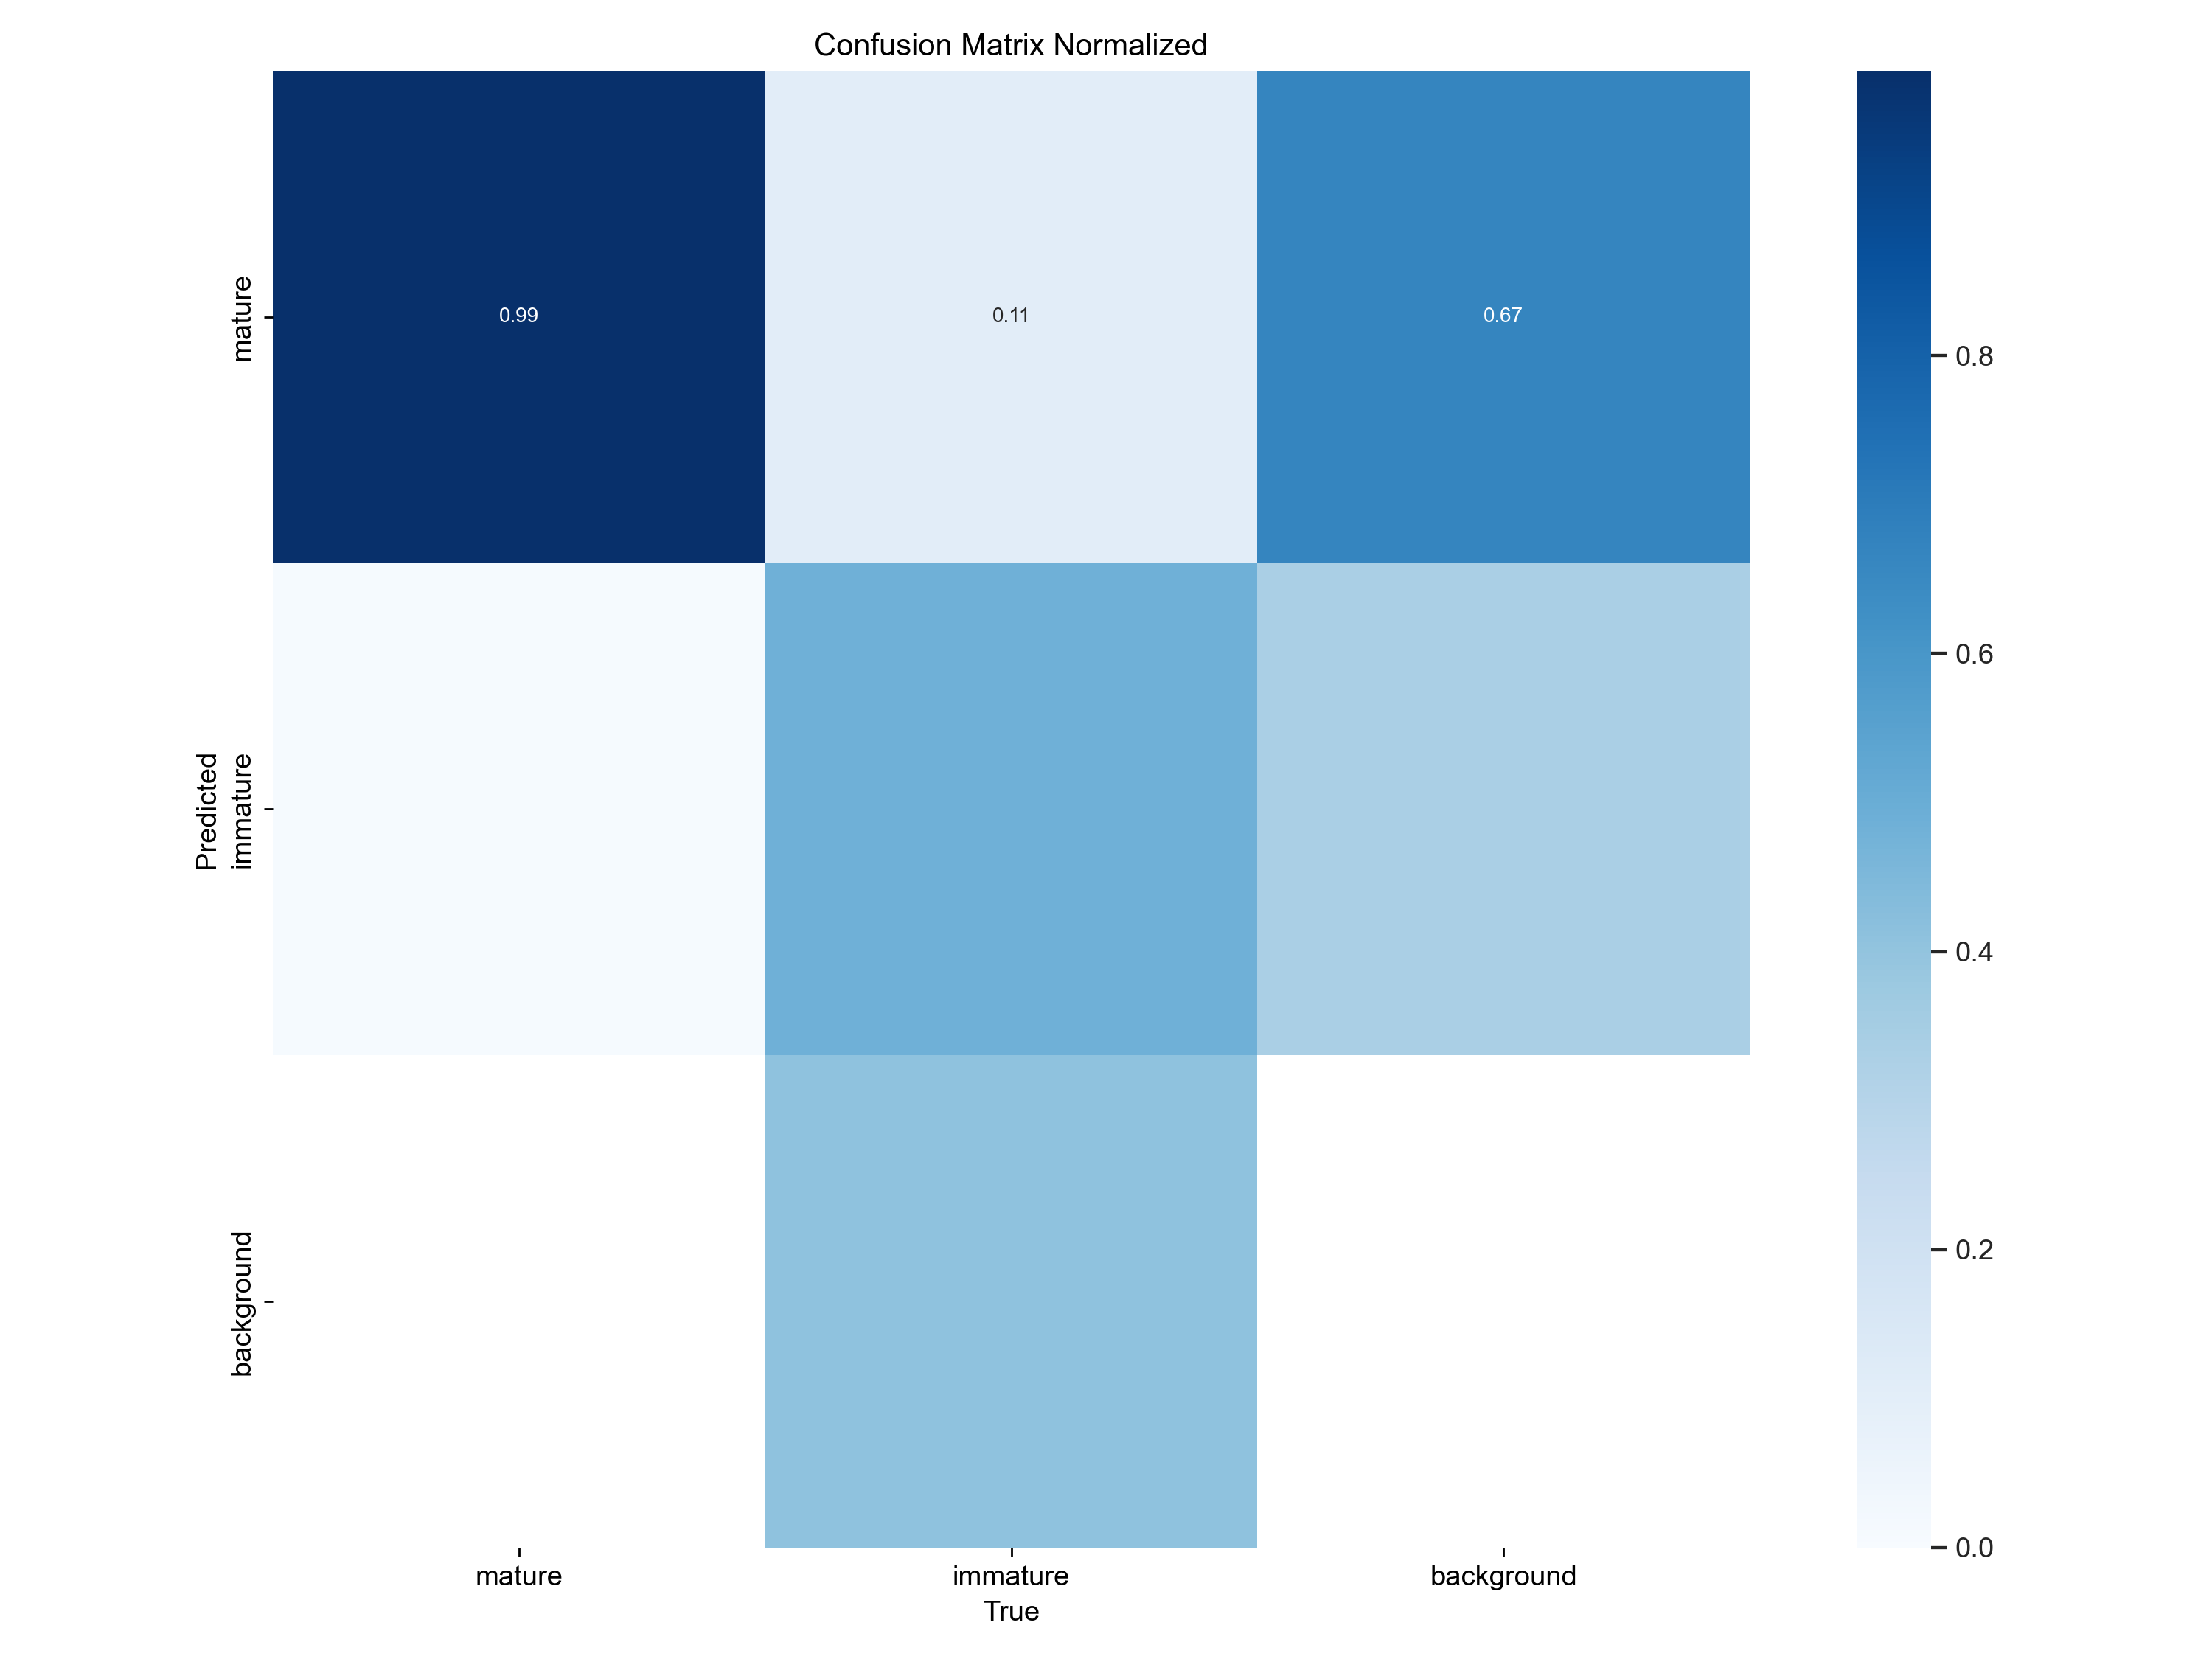 Confusion Matrix Normalized
mature
0.99
0.11
0.67
0.8
0.6
Predicted
immature
0.4
background
0.2
0.0
mature
immature
background
True